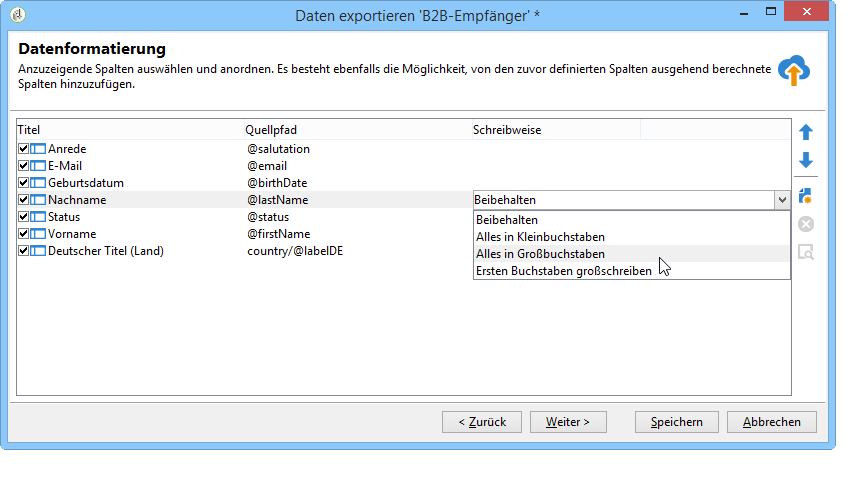 Daten exportieren 'B2B-Empfänger' *
Datenformatierung
Anzuzeigende Spalten auswählen und anordnen. Es besteht ebenfalls die Möglichkeit, von den zuvor definierten Spalten ausgehend berechnete
Spalten hinzuzufügen.
Titel Quellpfad Schreibweise
Anrede @salutation
E-Mail @email
Geburtsdatum @birthDate
Nachname @lastName Beibehalten
Status @status Beibehalten
Vorname @firstName Alles in Kleinbuchstaben
Deutscher Titel (Land) country/@labelDE Alles in Großbuchstaben
Ersten Buchstaben großschreiben
< Zurück Weiter > Speichern Abbrechen